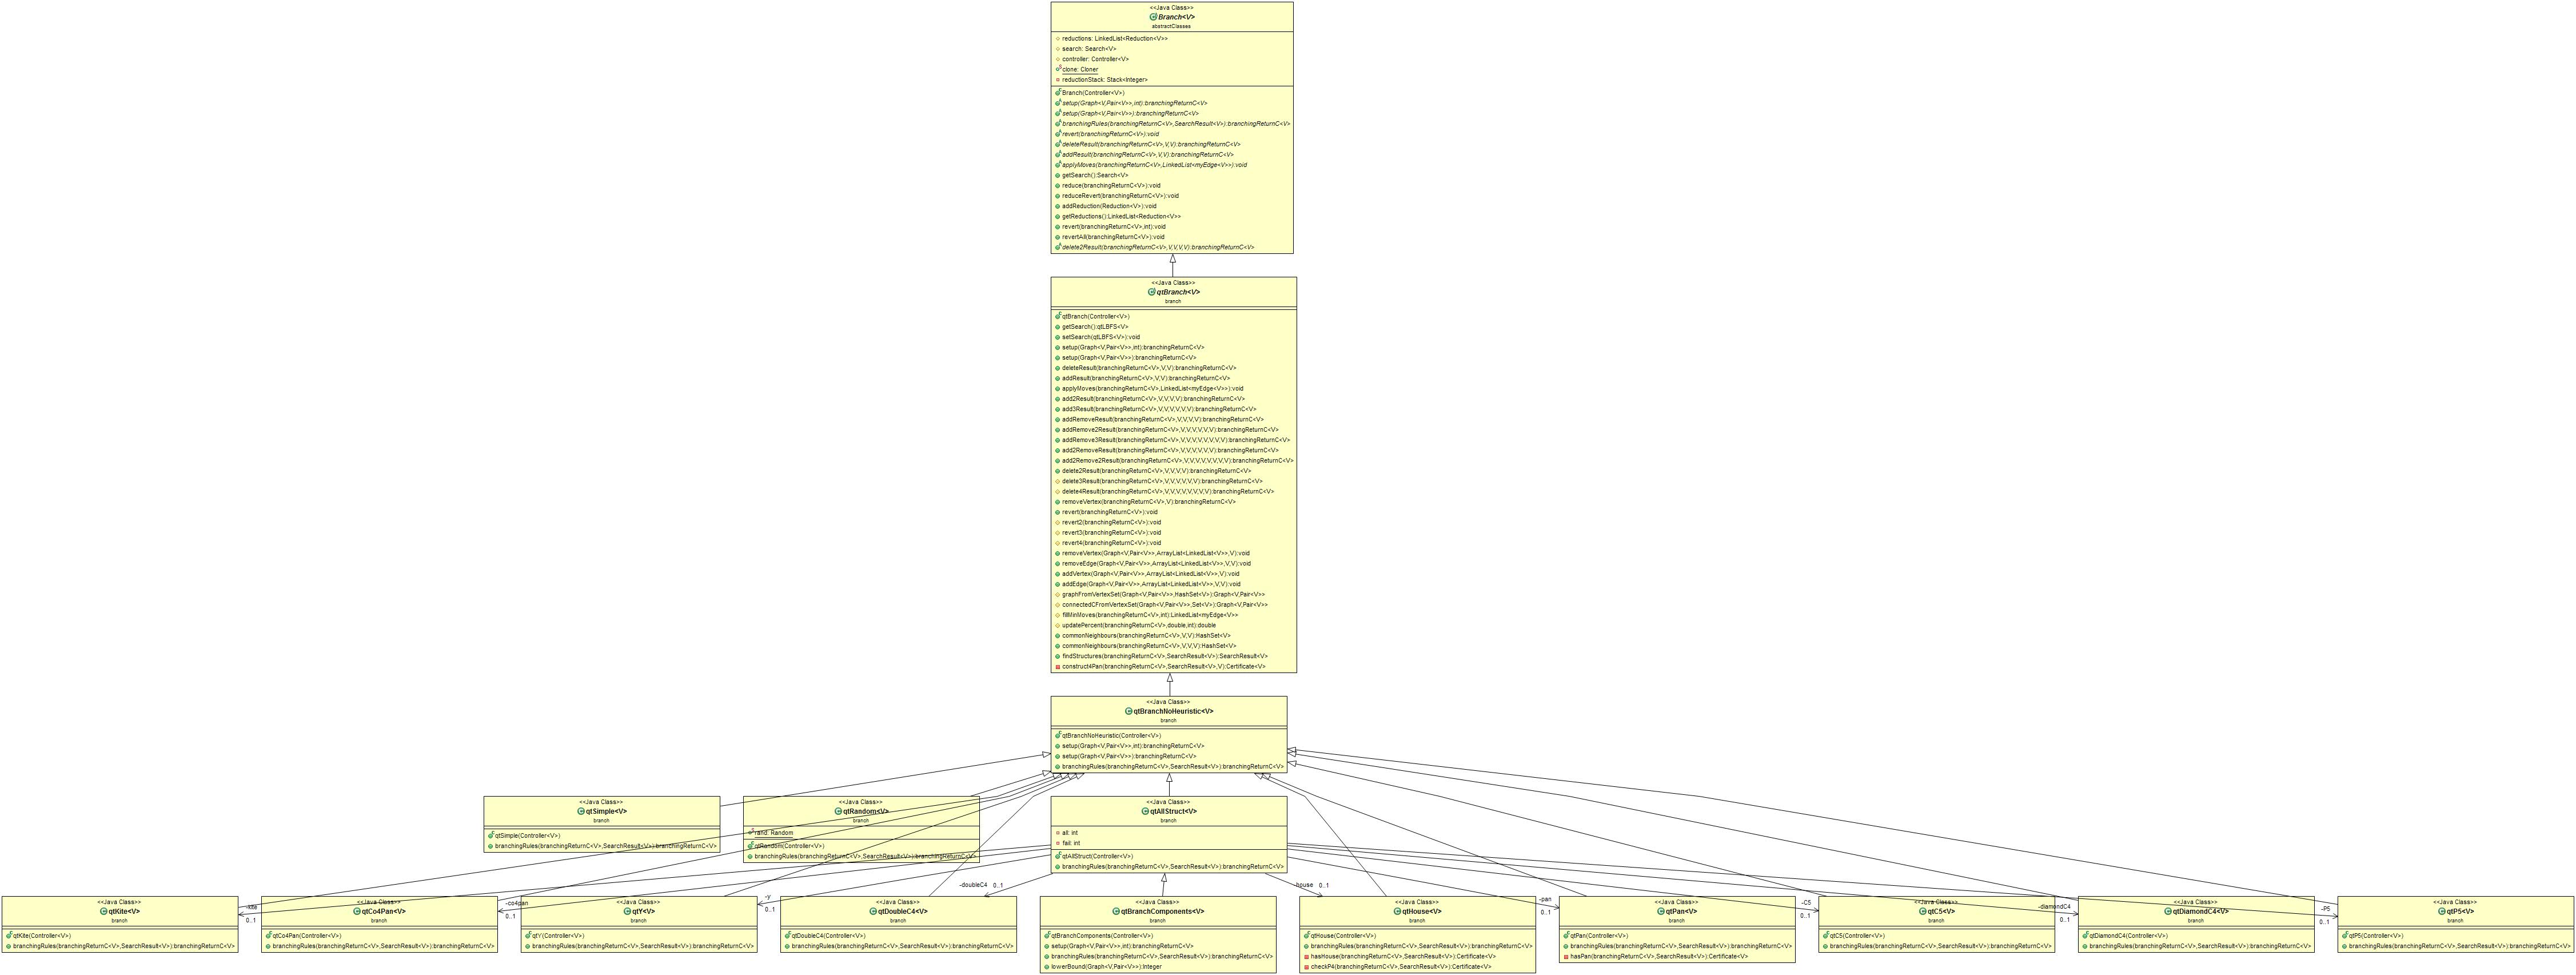 <<Java Class>>
Branch<V>
abstractClasses
reductions: LinkedList<Reduction<V>>
search: Search<V>
controller: Controller<V>
clone: Cloner
reductionStack: Stack<Integer>
Branch(Controller<V>)
setup(Graph<V,Pair<V>>,int):branchingReturnC<V>
setup(Graph<V,Pair<V>>):branchingReturnC<V>
branchingRules(branchingReturnC<V>,SearchResult<V>):branchingReturnC<V>
revert(branchingReturnC<V>):void
deleteResult(branchingReturnC<V>,V,V):branchingReturnC<V>
addResult(branchingReturnC<V>,V,V):branchingReturnC<V>
applyMoves(branchingReturnC<V>,LinkedList<myEdge<V>>):void
getSearch():Search<V>
reduce(branchingReturnC<V>):void
reduceRevert(branchingReturnC<V>):void
addReduction(Reduction<V>):void
getReductions():LinkedList<Reduction<V>>
revert(branchingReturnC<V>,int):void
revertAll(branchingReturnC<V>):void
delete2Result(branchingReturnC<V>,V,V,V,V):branchingReturnC<V>
<<Java Class>>
qtBranch<V>
branch
qtBranch(Controller<V>)
getSearch():qtLBFS<V>
setSearch(qtLBFS<V>):void
setup(Graph<V,Pair<V>>,int):branchingReturnC<V>
setup(Graph<V,Pair<V>>):branchingReturnC<V>
deleteResult(branchingReturnC<V>,V,V):branchingReturnC<V>
addResult(branchingReturnC<V>,V,V):branchingReturnC<V>
applyMoves(branchingReturnC<V>,LinkedList<myEdge<V>>):void
add2Result(branchingReturnC<V>,V,V,V,V):branchingReturnC<V>
add3Result(branchingReturnC<V>,V,V,V,V,V,V):branchingReturnC<V>
addRemoveResult(branchingReturnC<V>,V,V,V,V):branchingReturnC<V>
addRemove2Result(branchingReturnC<V>,V,V,V,V,V,V):branchingReturnC<V>
addRemove3Result(branchingReturnC<V>,V,V,V,V,V,V,V,V):branchingReturnC<V>
add2RemoveResult(branchingReturnC<V>,V,V,V,V,V,V):branchingReturnC<V>
add2Remove2Result(branchingReturnC<V>,V,V,V,V,V,V,V,V):branchingReturnC<V>
delete2Result(branchingReturnC<V>,V,V,V,V):branchingReturnC<V>
delete3Result(branchingReturnC<V>,V,V,V,V,V,V):branchingReturnC<V>
delete4Result(branchingReturnC<V>,V,V,V,V,V,V,V,V):branchingReturnC<V>
removeVertex(branchingReturnC<V>,V):branchingReturnC<V>
revert(branchingReturnC<V>):void
revert2(branchingReturnC<V>):void
revert3(branchingReturnC<V>):void
revert4(branchingReturnC<V>):void
removeVertex(Graph<V,Pair<V>>,ArrayList<LinkedList<V>>,V):void
removeEdge(Graph<V,Pair<V>>,ArrayList<LinkedList<V>>,V,V):void
addVertex(Graph<V,Pair<V>>,ArrayList<LinkedList<V>>,V):void
addEdge(Graph<V,Pair<V>>,ArrayList<LinkedList<V>>,V,V):void
graphFromVertexSet(Graph<V,Pair<V>>,HashSet<V>):Graph<V,Pair<V>>
connectedCFromVertexSet(Graph<V,Pair<V>>,Set<V>):Graph<V,Pair<V>>
fillMinMoves(branchingReturnC<V>,int):LinkedList<myEdge<V>>
updatePercent(branchingReturnC<V>,double,int):double
commonNeighbours(branchingReturnC<V>,V,V):HashSet<V>
commonNeighbours(branchingReturnC<V>,V,V,V):HashSet<V>
findStructures(branchingReturnC<V>,SearchResult<V>):SearchResult<V>
construct4Pan(branchingReturnC<V>,SearchResult<V>,V):Certificate<V>
<<Java Class>>
qtBranchNoHeuristic<V>
branch
qtBranchNoHeuristic(Controller<V>)
setup(Graph<V,Pair<V>>,int):branchingReturnC<V>
setup(Graph<V,Pair<V>>):branchingReturnC<V>
branchingRules(branchingReturnC<V>,SearchResult<V>):branchingReturnC<V>
<<Java Class>>
qtSimple<V>
branch
qtSimple(Controller<V>)
branchingRules(branchingReturnC<V>,SearchResult<V>):branchingReturnC<V>
<<Java Class>>
qtRandom<V>
branch
rand: Random
qtRandom(Controller<V>)
branchingRules(branchingReturnC<V>,SearchResult<V>):branchingReturnC<V>
<<Java Class>>
qtAllStruct<V>
branch
all: int
fail: int
qtAllStruct(Controller<V>)
branchingRules(branchingReturnC<V>,SearchResult<V>):branchingReturnC<V>
-kite
0..1
-co4pan
0..1
-y
0..1
-doubleC4 0..1
-house 0..1
-pan
0..1
-C5
0..1
-diamondC4
0..1
-P5
0..1
<<Java Class>>
qtKite<V>
branch
qtKite(Controller<V>)
branchingRules(branchingReturnC<V>,SearchResult<V>):branchingReturnC<V>
<<Java Class>>
qtCo4Pan<V>
branch
qtCo4Pan(Controller<V>)
branchingRules(branchingReturnC<V>,SearchResult<V>):branchingReturnC<V>
<<Java Class>>
qtY<V>
branch
qtY(Controller<V>)
branchingRules(branchingReturnC<V>,SearchResult<V>):branchingReturnC<V>
<<Java Class>>
qtDoubleC4<V>
branch
qtDoubleC4(Controller<V>)
branchingRules(branchingReturnC<V>,SearchResult<V>):branchingReturnC<V>
<<Java Class>>
qtBranchComponents<V>
branch
qtBranchComponents(Controller<V>)
setup(Graph<V,Pair<V>>,int):branchingReturnC<V>
branchingRules(branchingReturnC<V>,SearchResult<V>):branchingReturnC<V>
lowerBound(Graph<V,Pair<V>>):Integer
<<Java Class>>
qtHouse<V>
branch
qtHouse(Controller<V>)
branchingRules(branchingReturnC<V>,SearchResult<V>):branchingReturnC<V>
hasHouse(branchingReturnC<V>,SearchResult<V>):Certificate<V>
checkP4(branchingReturnC<V>,SearchResult<V>):Certificate<V>
<<Java Class>>
qtPan<V>
branch
qtPan(Controller<V>)
branchingRules(branchingReturnC<V>,SearchResult<V>):branchingReturnC<V>
hasPan(branchingReturnC<V>,SearchResult<V>):Certificate<V>
<<Java Class>>
qtC5<V>
branch
qtC5(Controller<V>)
branchingRules(branchingReturnC<V>,SearchResult<V>):branchingReturnC<V>
<<Java Class>>
qtDiamondC4<V>
branch
qtDiamondC4(Controller<V>)
branchingRules(branchingReturnC<V>,SearchResult<V>):branchingReturnC<V>
<<Java Class>>
qtP5<V>
branch
qtP5(Controller<V>)
branchingRules(branchingReturnC<V>,SearchResult<V>):branchingReturnC<V>